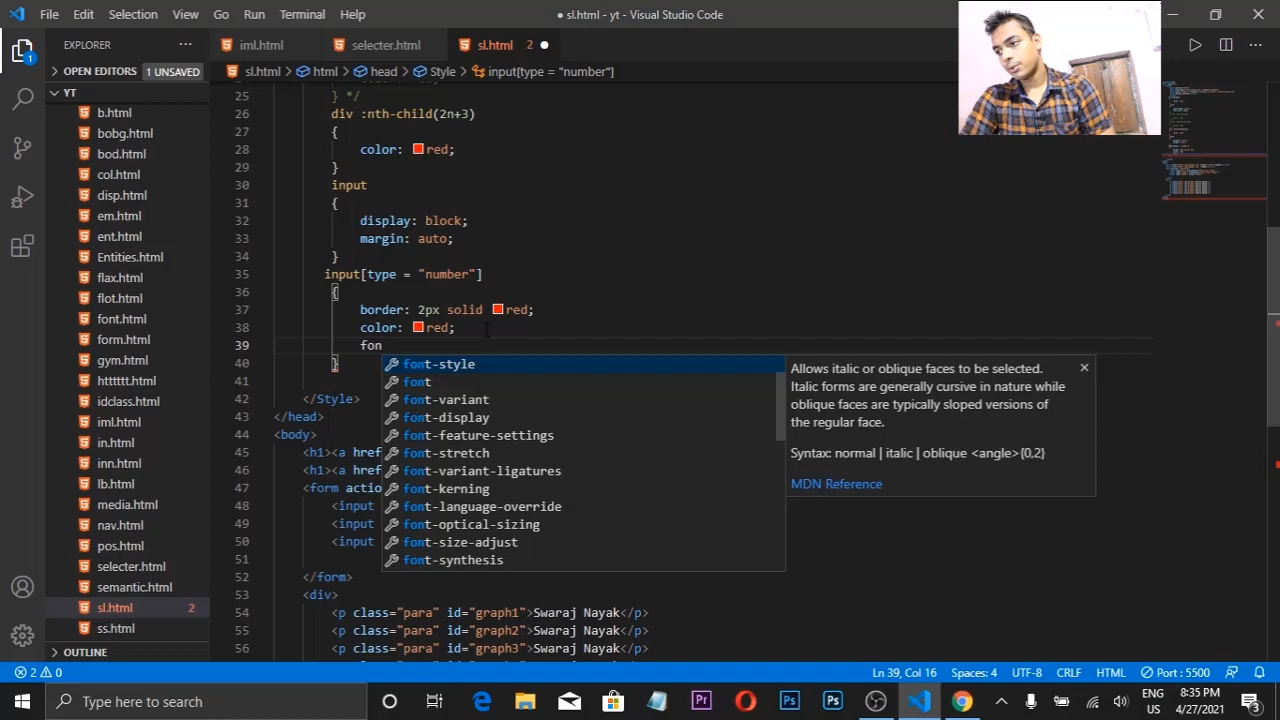 File Edit Selection View Go Run Terminal Help
● sl.html - yt - Visual Studio Code
EXPLORER
iml.html
selecter.html
sl.html 2
OPEN EDITORS 1 UNSAVED
sl.html > html > head > Style > input[type = "number"]
YT
b.html
bobg.html
bod.html
col.html
disp.html
em.html
ent.html
Entities.html
flax.html
flot.html
font.html
form.html
gym.html
htttttt.html
idclass.html
iml.html
in.html
inn.html
lb.html
media.html
nav.html
pos.html
selecter.html
semantic.html
sl.html 2
ss.html
OUTLINE
25 } */
26 div :nth-child(2n+3)
27 {
28 color: red;
29 }
30 input
31 {
32 display: block;
33 margin: auto;
34 }
35 input[type = "number"]
36 {
37 border: 2px solid red;
38 color: red;
39 fon
40 }
41
42 </Style>
43 </head>
44 <body>
45 <h1><a href
46 <h1><a href
47 <form actio
48 <input
49 <input
50 <input
51
52 </form>
53 <div>
54 <p class="para" id="graph1">Swaraj Nayak</p>
55 <p class="para" id="graph2">Swaraj Nayak</p>
56 <p class="para" id="graph3">Swaraj Nayak</p>
font-style
font
font-variant
font-display
font-feature-settings
font-stretch
font-variant-ligatures
font-kerning
font-language-override
font-optical-sizing
font-size-adjust
font-synthesis
Allows italic or oblique faces to be selected.
Italic forms are generally cursive in nature while
oblique faces are typically sloped versions of
the regular face.
Syntax: normal | italic | oblique <angle>{0,2}
MDN Reference
2 0
Ln 39, Col 16 Spaces: 4 UTF-8 CRLF HTML Port : 5500
Type here to search
ENG
US
8:35 PM
4/27/2021
3